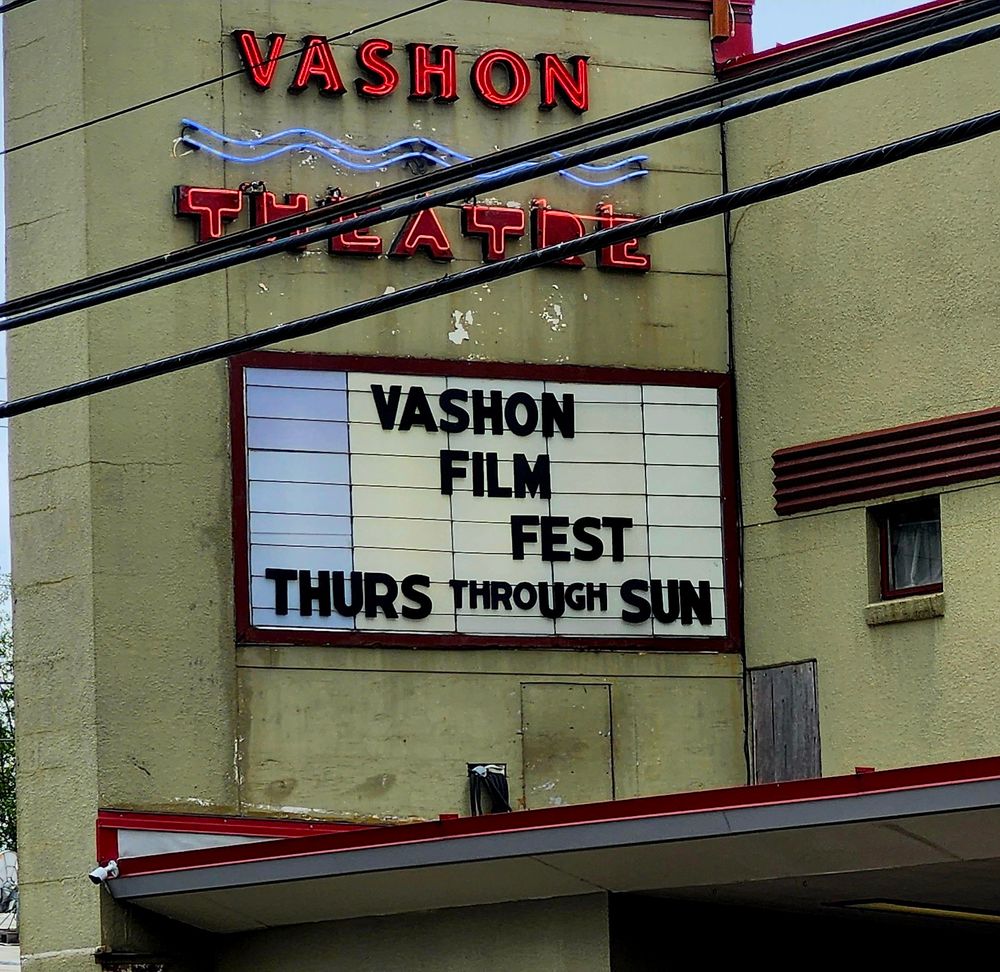 VASHON
THEATRE
VASHON
FILM
FEST
THURS THROUGH SUN